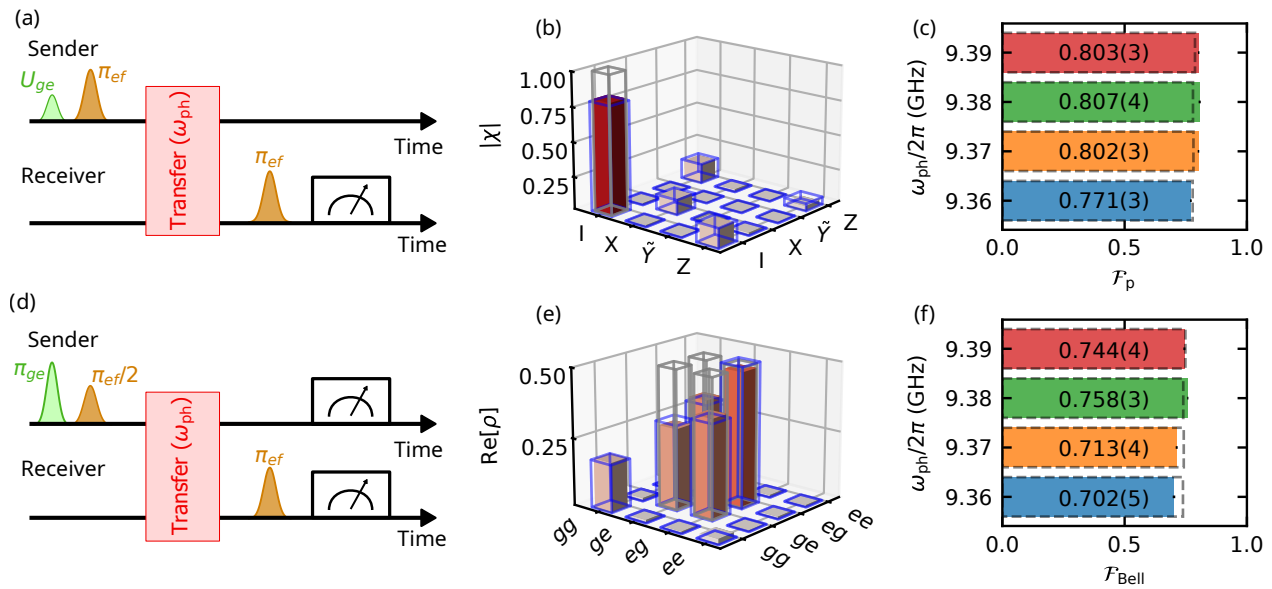 (a)
Sender
U_ge
π_ef
Transfer (ω_ph)
Time
Receiver
π_ef
Time
(b)
|χ|
1.00
0.75
0.50
0.25
I
X
Ỹ
Z
I
X
Ỹ
Z
(c)
ω_ph/2π (GHz)
9.39
0.803(3)
9.38
0.807(4)
9.37
0.802(3)
9.36
0.771(3)
0.0 0.5 1.0
ℱ_p
(d)
Sender
π_ge
π_ef/2
Transfer (ω_ph)
Time
Receiver
π_ef
Time
(e)
Re[ρ]
0.50
0.25
gg
ge
eg
ee
gg
ge
eg
ee
(f)
ω_ph/2π (GHz)
9.39
0.744(4)
9.38
0.758(3)
9.37
0.713(4)
9.36
0.702(5)
0.0 0.5 1.0
ℱ_Bell